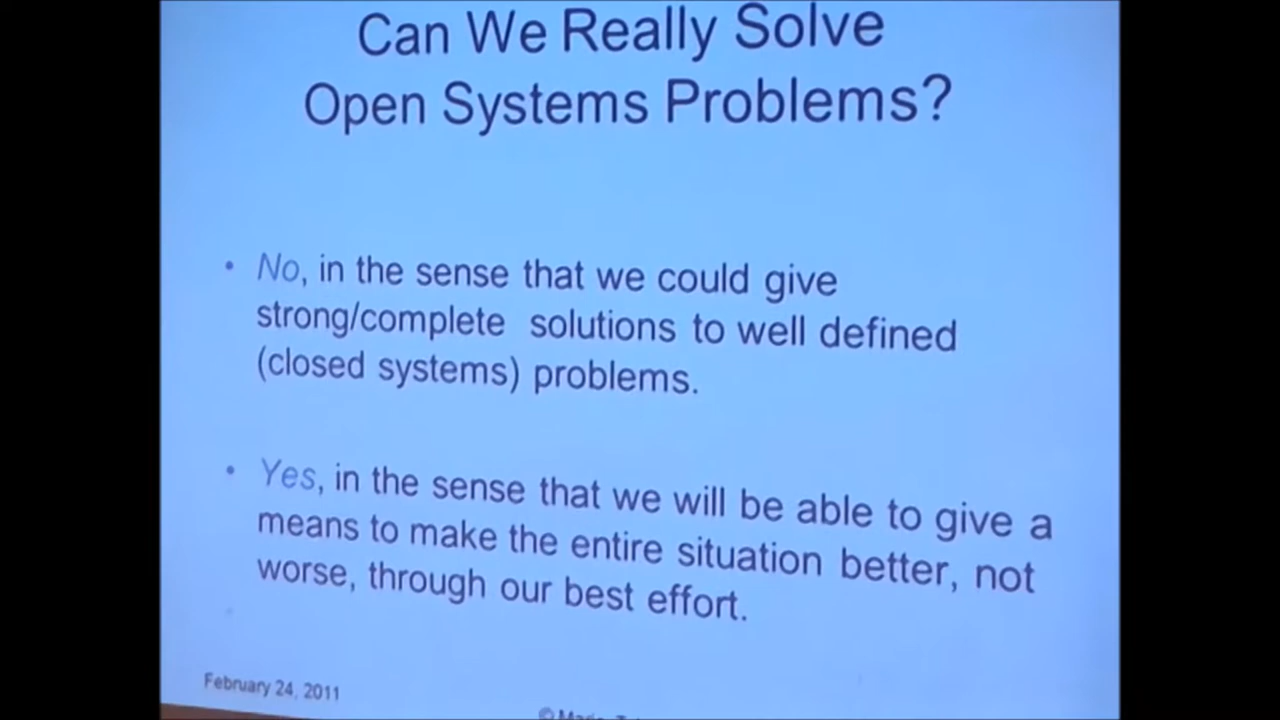 Can We Really Solve
Open Systems Problems?
• No, in the sense that we could give
strong/complete solutions to well defined
(closed systems) problems.
• Yes, in the sense that we will be able to give a
means to make the entire situation better, not
worse, through our best effort.
February 24, 2011
©